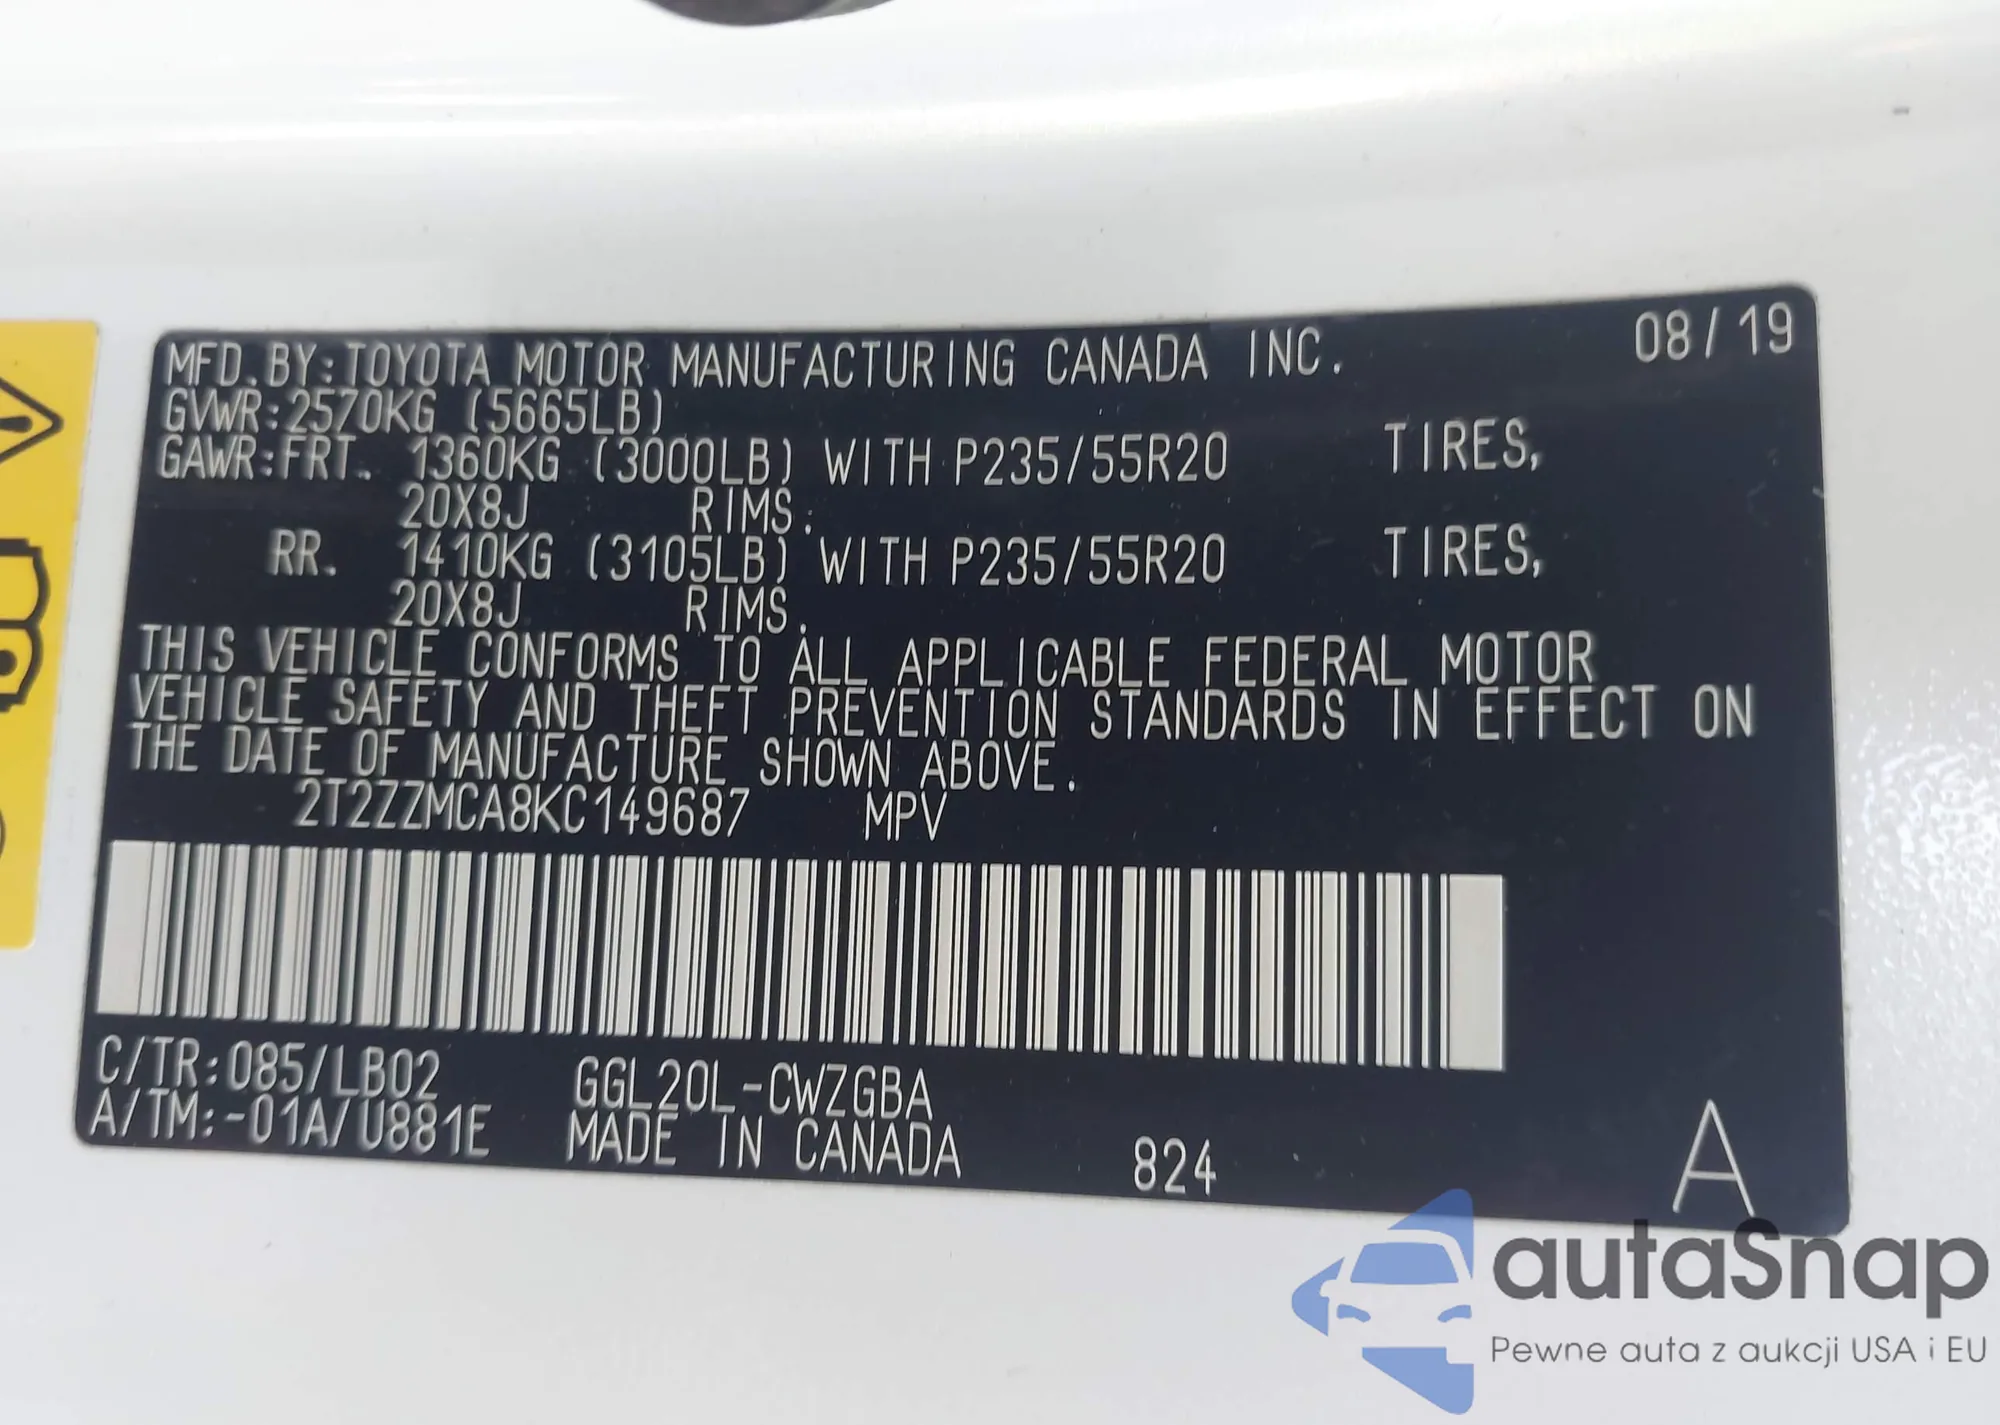 MFD. BY: TOYOTA MOTOR MANUFACTURING CANADA INC. 08/19
GVWR: 2570KG (5665LB)
GAWR: FRT. 1360KG (3000LB) WITH P235/55R20 TIRES,
20X8J RIMS.
RR. 1410KG (3105LB) WITH P235/55R20 TIRES,
20X8J RIMS.
THIS VEHICLE CONFORMS TO ALL APPLICABLE FEDERAL MOTOR
VEHICLE SAFETY AND THEFT PREVENTION STANDARDS IN EFFECT ON
THE DATE OF MANUFACTURE SHOWN ABOVE.
2T2ZZMCA8KC149687 MPV
C/TR: 085/LB02 GGL20L-CWZGBA
A/TM: -01A/U881E MADE IN CANADA 824 A
autaSnap
Pewne auta z aukcji USA i EU